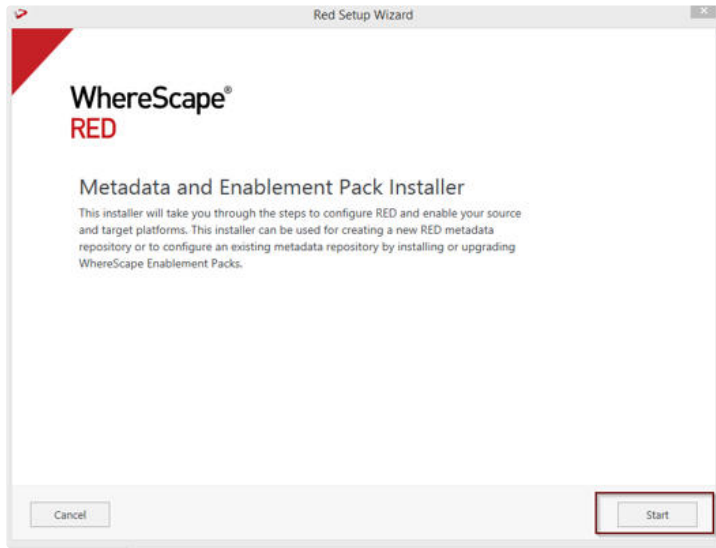 Red Setup Wizard
WhereScape®
RED
Metadata and Enablement Pack Installer
This installer will take you through the steps to configure RED and enable your source
and target platforms. This installer can be used for creating a new RED metadata
repository or to configure an existing metadata repository by installing or upgrading
WhereScape Enablement Packs.
Cancel
Start